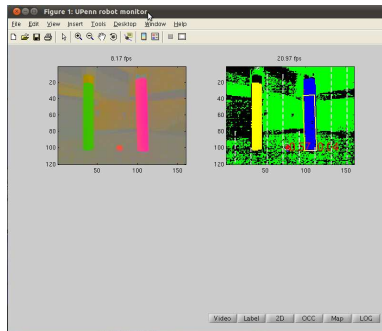 Figure 1: UPenn robot monitor
File Edit View Insert Tools Desktop Window Help
8.17 fps
20.97 fps
20
40
60
80
100
120
50 100 150
20
40
60
80
100
120
50 100 150
Video Label 2D OCC Map LOG